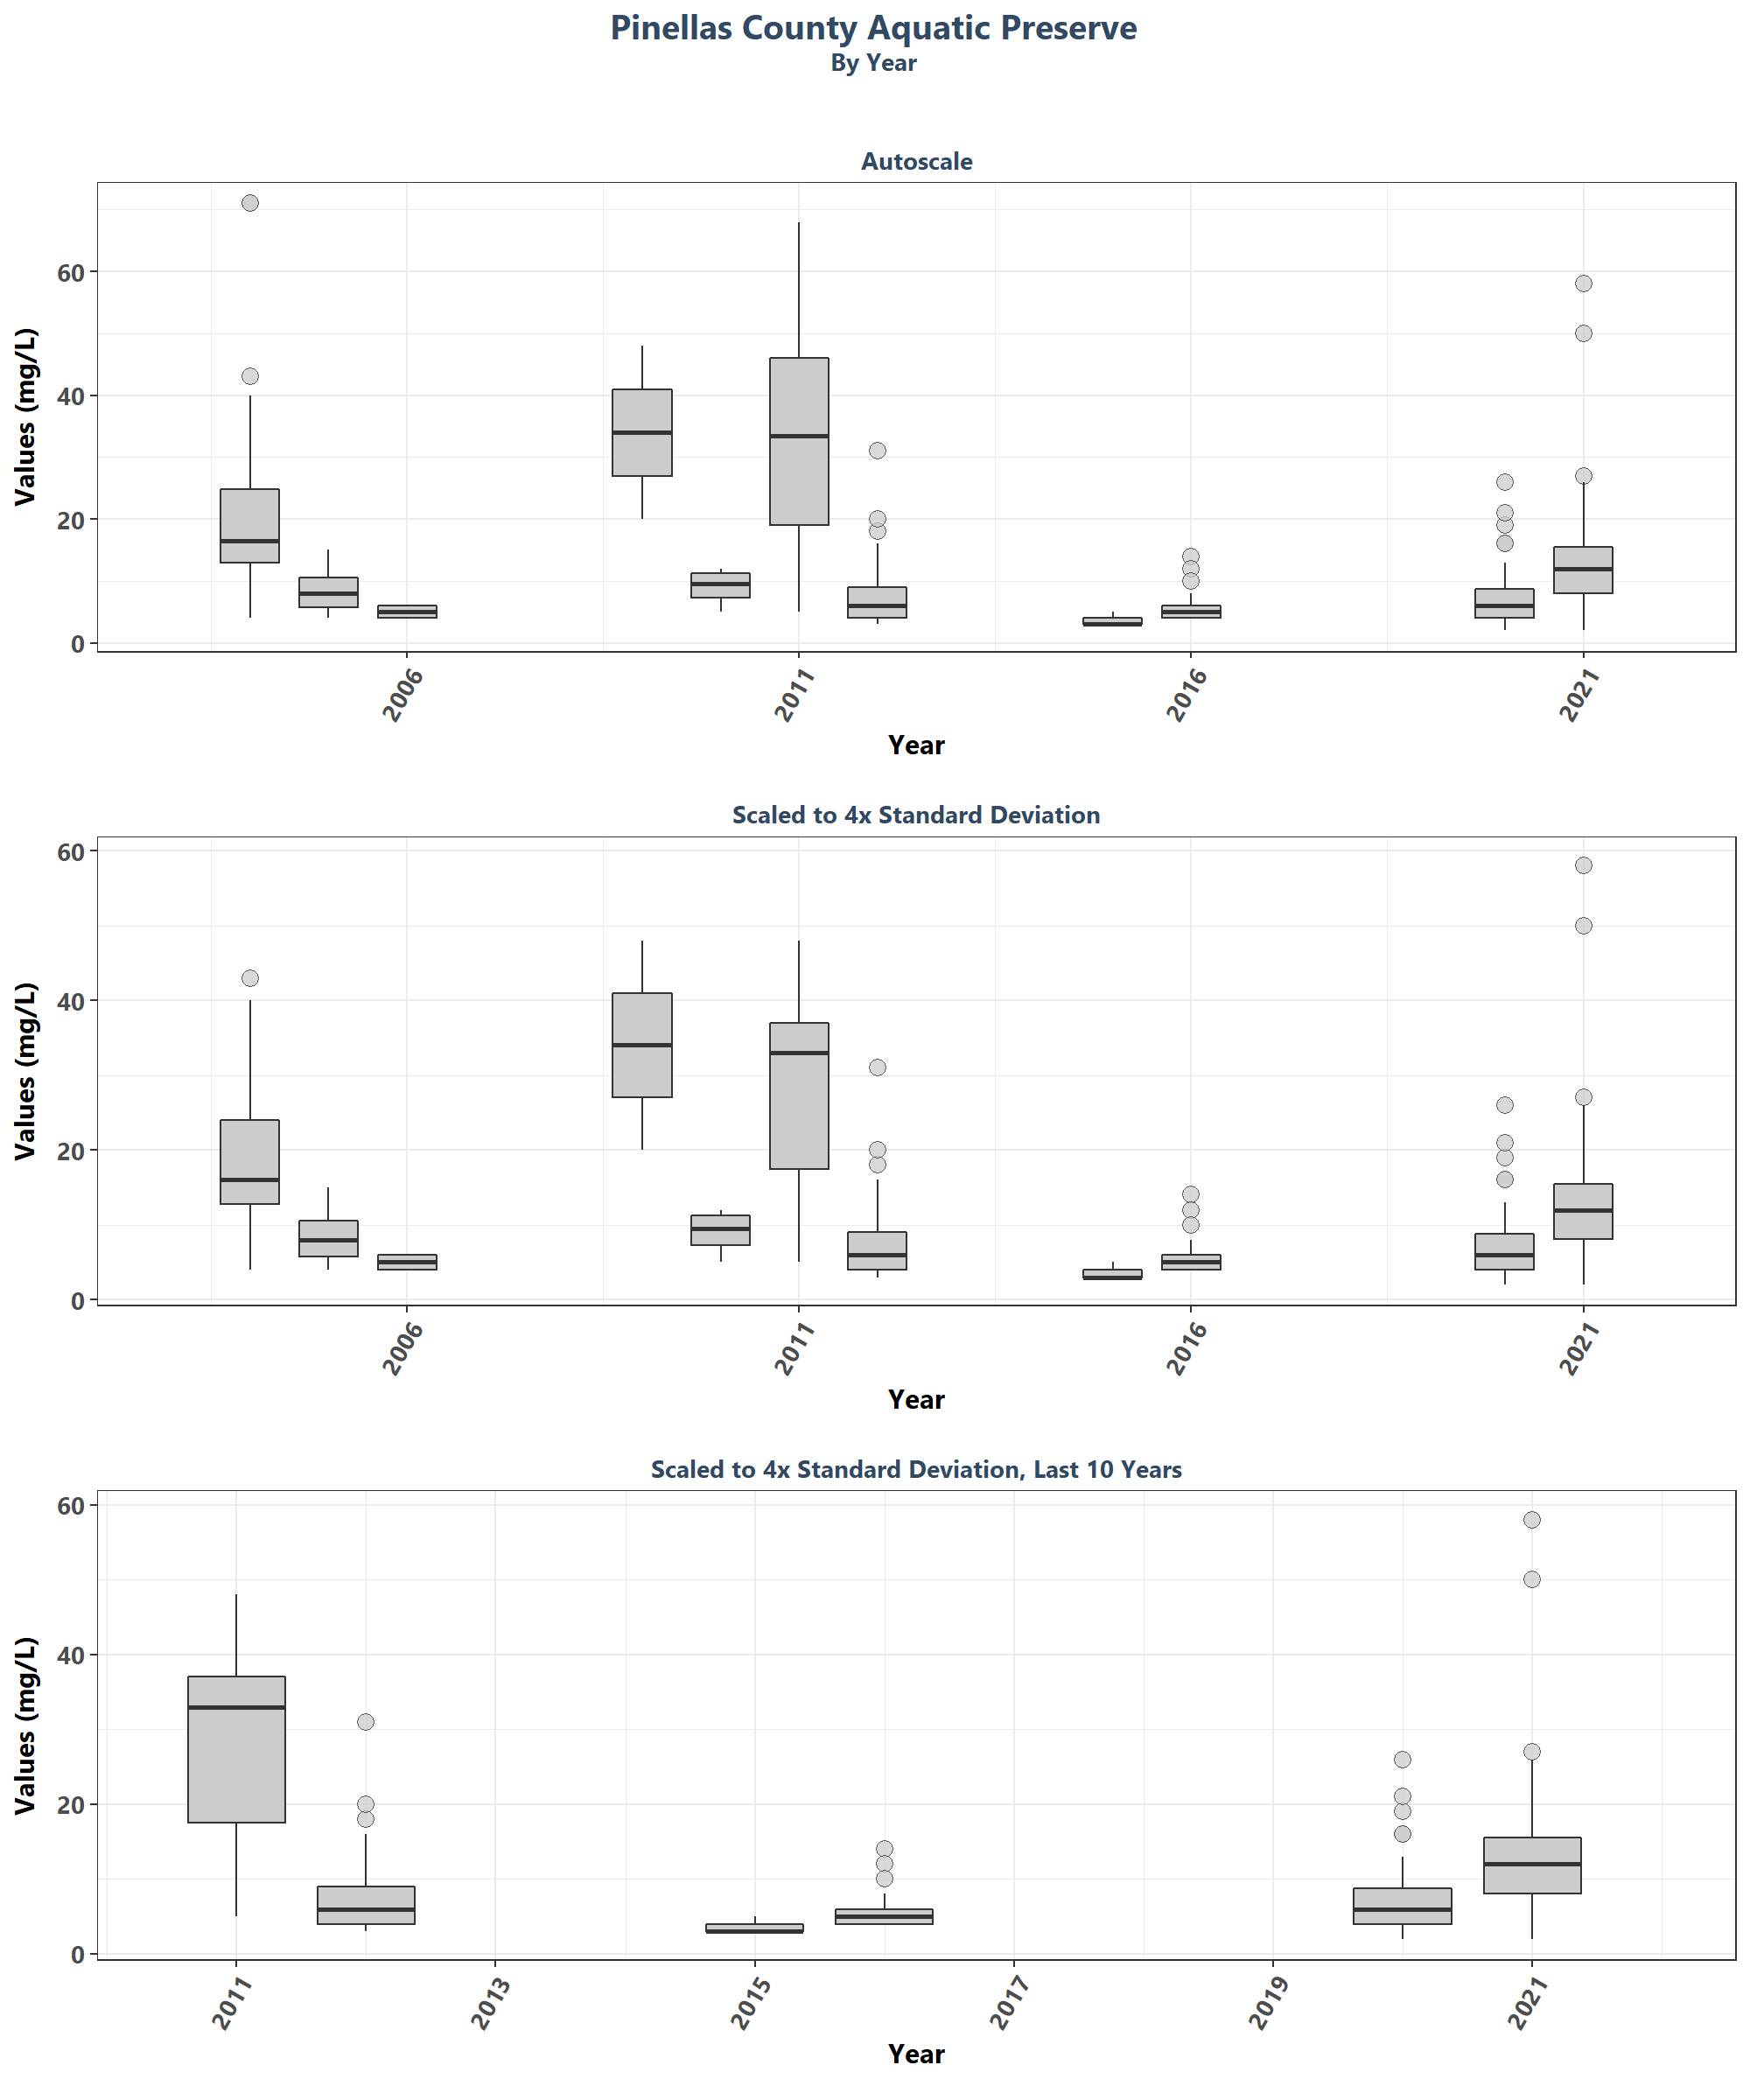 Pinellas County Aquatic Preserve
By Year
Autoscale
Values (mg/L)
60
40
20
0
2006
2011
2016
2021
Year
Scaled to 4x Standard Deviation
Values (mg/L)
60
40
20
0
2006
2011
2016
2021
Year
Scaled to 4x Standard Deviation, Last 10 Years
Values (mg/L)
60
40
20
0
2011
2013
2015
2017
2019
2021
Year